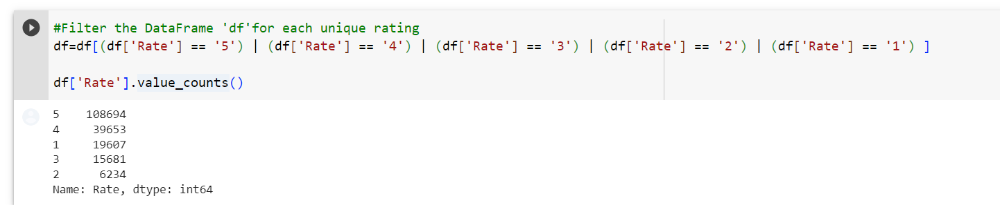 #Filter the DataFrame 'df'for each unique rating
df=df[(df['Rate'] == '5') | (df['Rate'] == '4') | (df['Rate'] == '3') | (df['Rate'] == '2') | (df['Rate'] == '1') ]
df['Rate'].value_counts()
5    108694
4     39653
1     19607
3     15681
2      6234
Name: Rate, dtype: int64